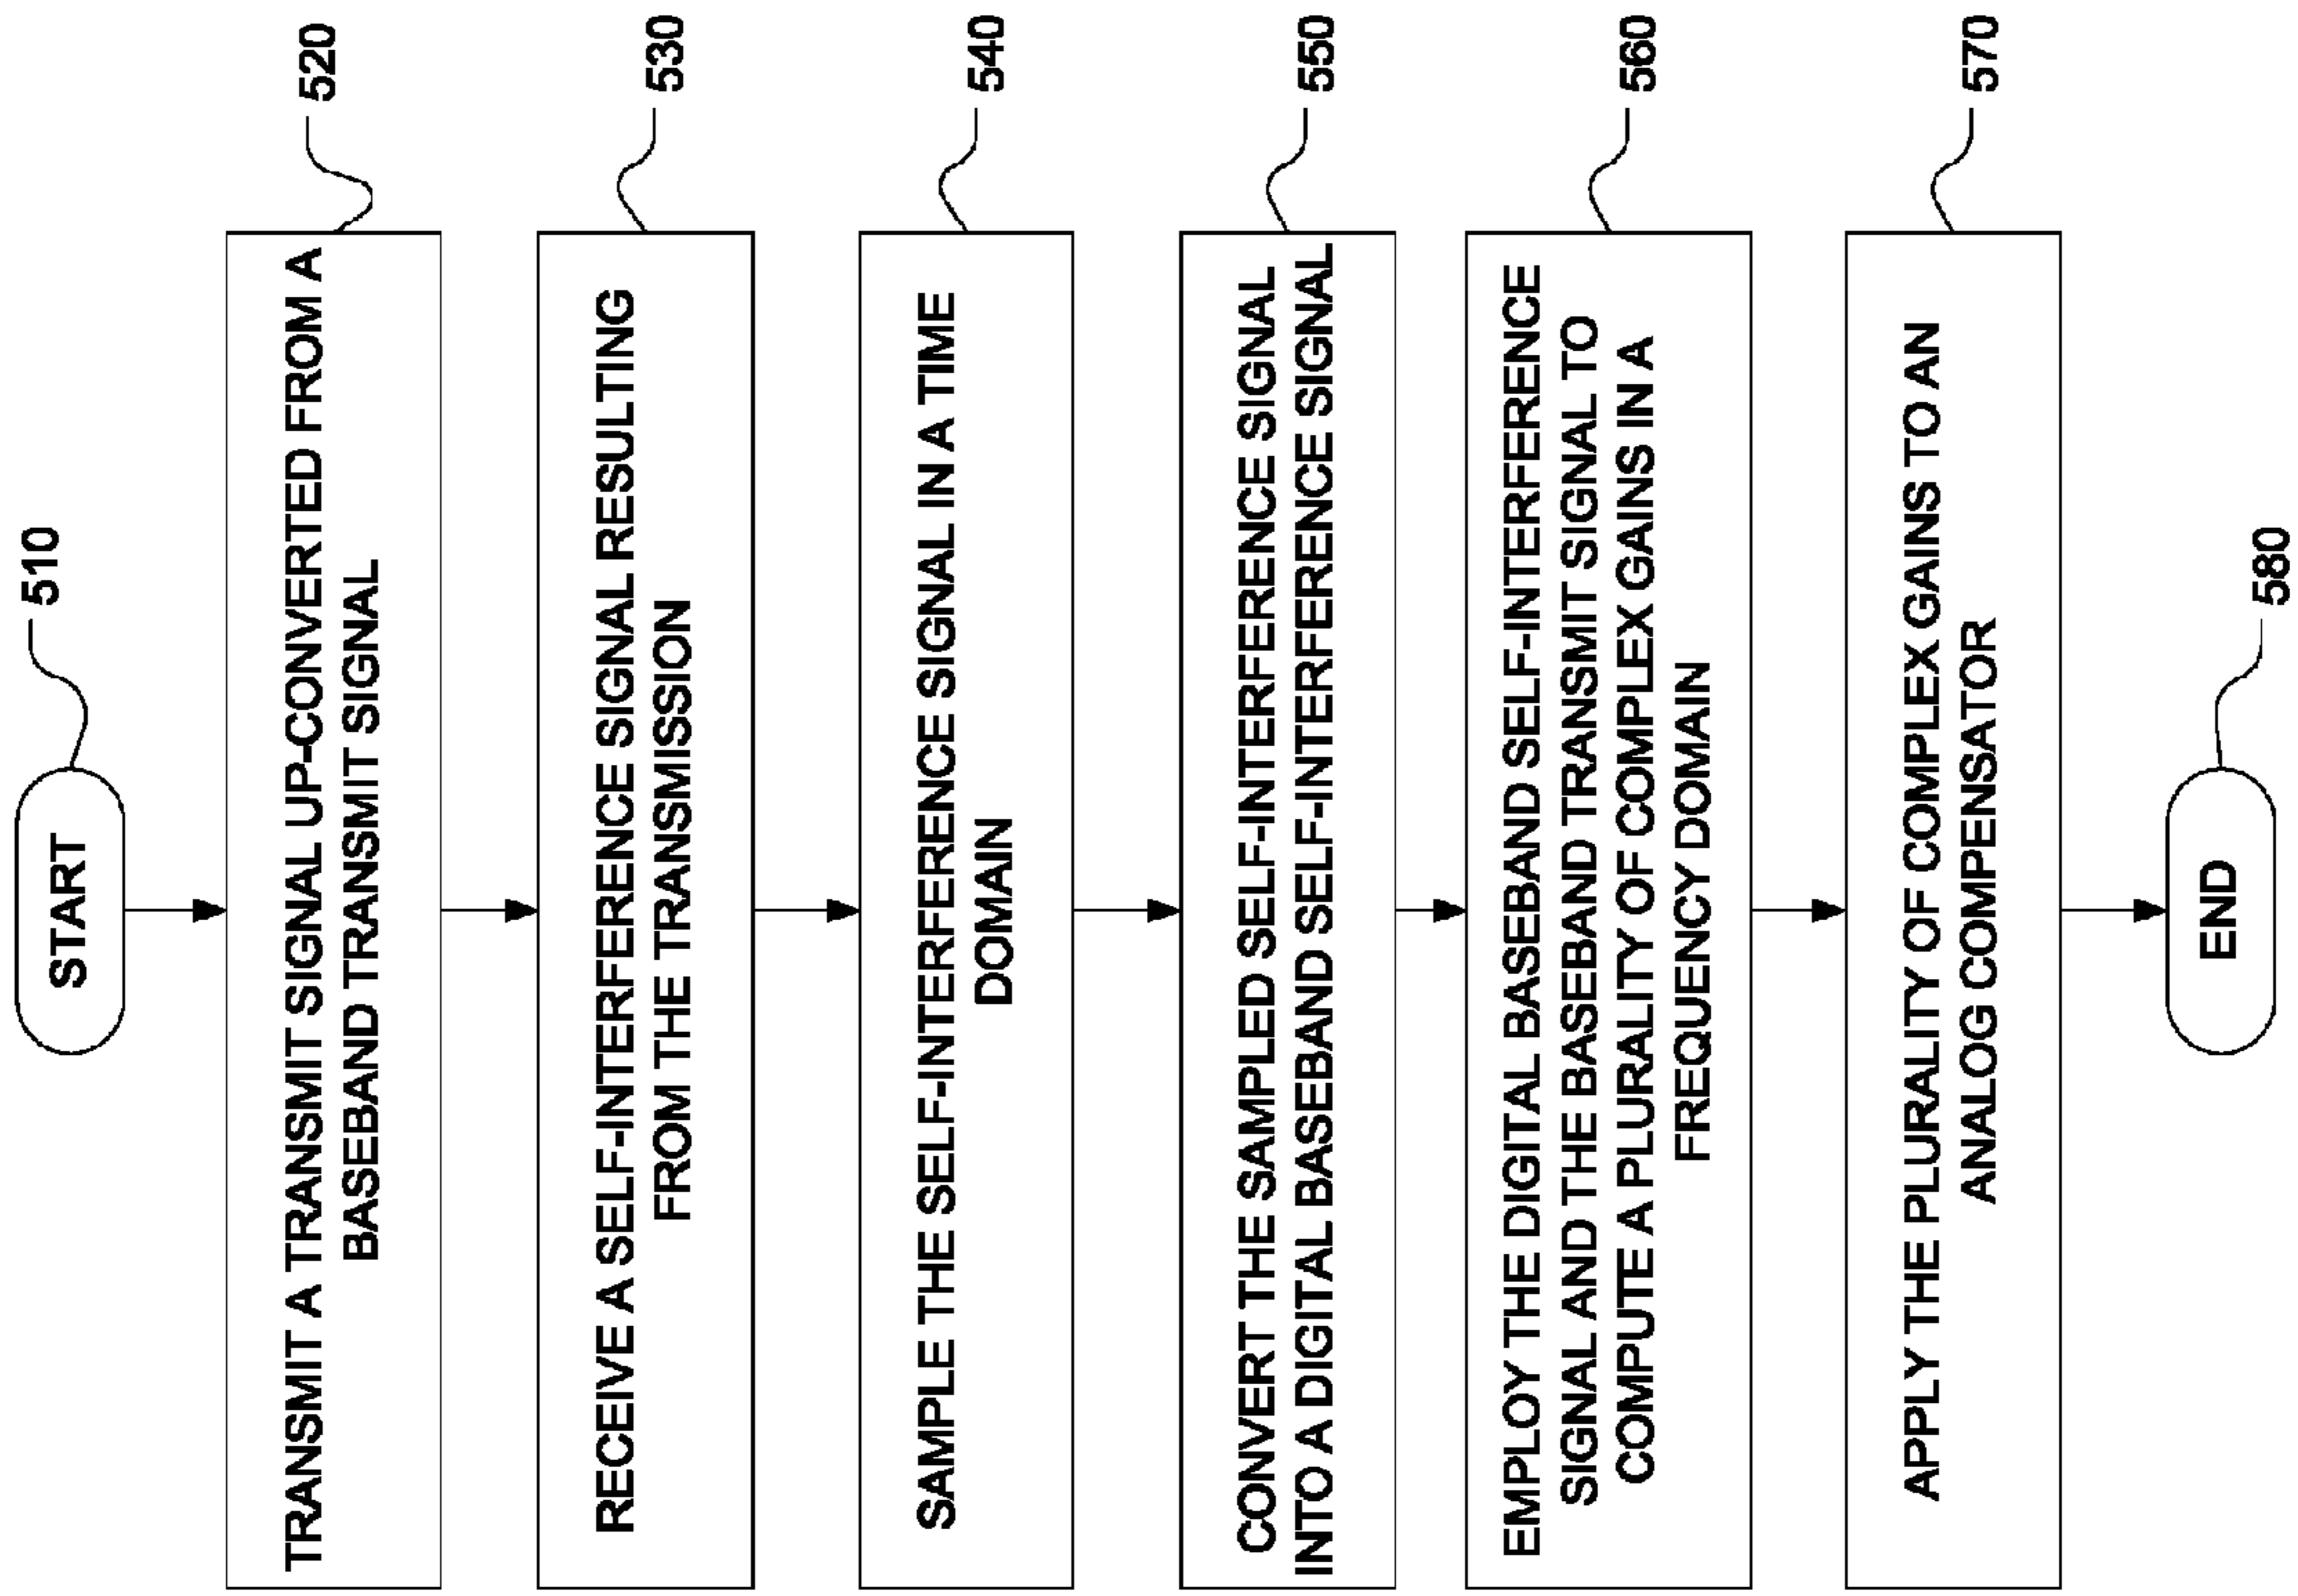 START
510
TRANSMIT A TRANSMIT SIGNAL UP-CONVERTED FROM A
BASEBAND TRANSMIT SIGNAL
520
RECEIVE A SELF-INTERFERENCE SIGNAL RESULTING
FROM THE TRANSMISSION
530
SAMPLE THE SELF-INTERFERENCE SIGNAL IN A TIME
DOMAIN
540
CONVERT THE SAMPLED SELF-INTERFERENCE SIGNAL
INTO A DIGITAL BASEBAND SELF-INTERFERENCE SIGNAL
550
EMPLOY THE DIGITAL BASEBAND SELF-INTERFERENCE
SIGNAL AND THE BASEBAND TRANSMIT SIGNAL TO
COMPUTE A PLURALITY OF COMPLEX GAINS IN A
FREQUENCY DOMAIN
560
APPLY THE PLURALITY OF COMPLEX GAINS TO AN
ANALOG COMPENSATOR
570
END
580